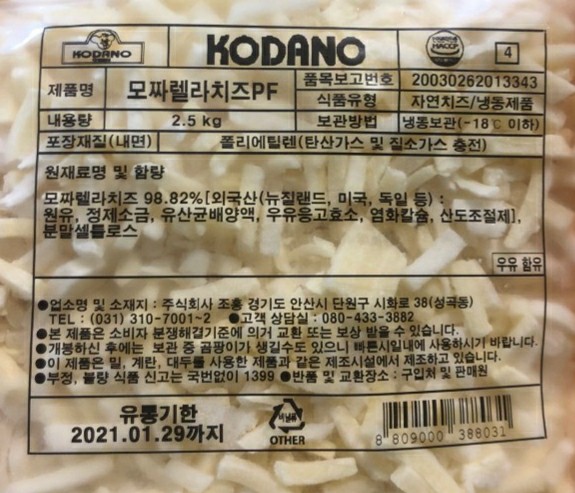 KODANO
KODANO
HACCP
4
제품명 모짜렐라치즈PF 품목보고번호 20030262013343
식품유형 자연치즈/냉동제품
내용량 2.5 kg 보관방법 냉동보관(-18℃ 이하)
포장재질(내면) 폴리에틸렌(탄산가스 및 질소가스 충전)
원재료명 및 함량
모짜렐라치즈 98.82%[외국산(뉴질랜드, 미국, 독일 등) :
원유, 정제소금, 유산균배양액, 우유응고효소, 염화칼슘, 산도조절제],
분말셀룰로스
우유 함유
●업소명 및 소재지 : 주식회사 조흥 경기도 안산시 단원구 시화로 38(성곡동)
TEL : (031) 310-7001~2 ●고객 상담실 : 080-433-3882
●본 제품은 소비자 분쟁해결기준에 의거 교환 또는 보상 받을 수 있습니다.
●개봉하신 후에는 보관 중 곰팡이가 생길수도 있으니 빠른시일내에 사용하시기 바랍니다.
●이 제품은 밀, 계란, 대두를 사용한 제품과 같은 제조시설에서 제조하고 있습니다.
●부정, 불량 식품 신고는 국번없이 1399 ●반품 및 교환장소 : 구입처 및 판매원
유통기한
2021.01.29까지
비닐류
OTHER
8 809000 388031